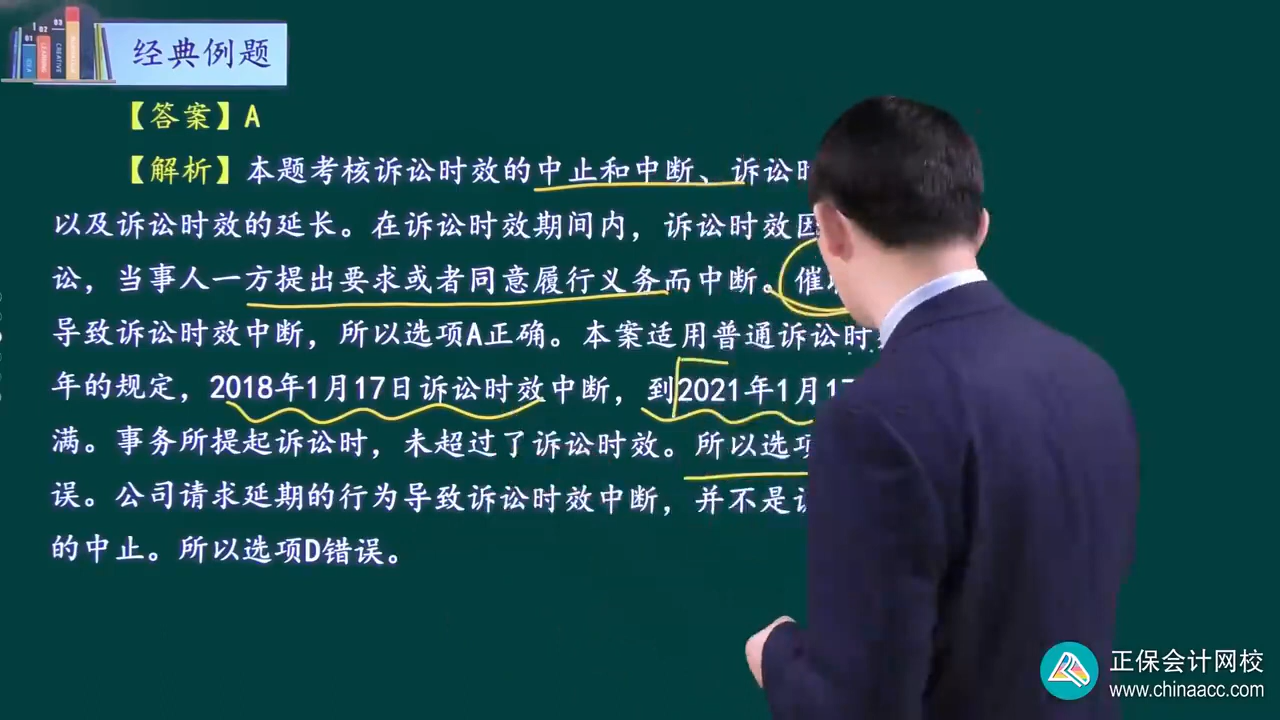 经典例题
【答案】A
【解析】本题考核诉讼时效的中止和中断、诉讼时
以及诉讼时效的延长。在诉讼时效期间内，诉讼时效因
讼，当事人一方提出要求或者同意履行义务而中断。催
导致诉讼时效中断，所以选项A正确。本案适用普通诉讼时
年的规定，2018年1月17日诉讼时效中断，到2021年1月17
满。事务所提起诉讼时，未超过了诉讼时效。所以选项
误。公司请求延期的行为导致诉讼时效中断，并不是
的中止。所以选项D错误。
正保会计网校
www.chinaacc.com